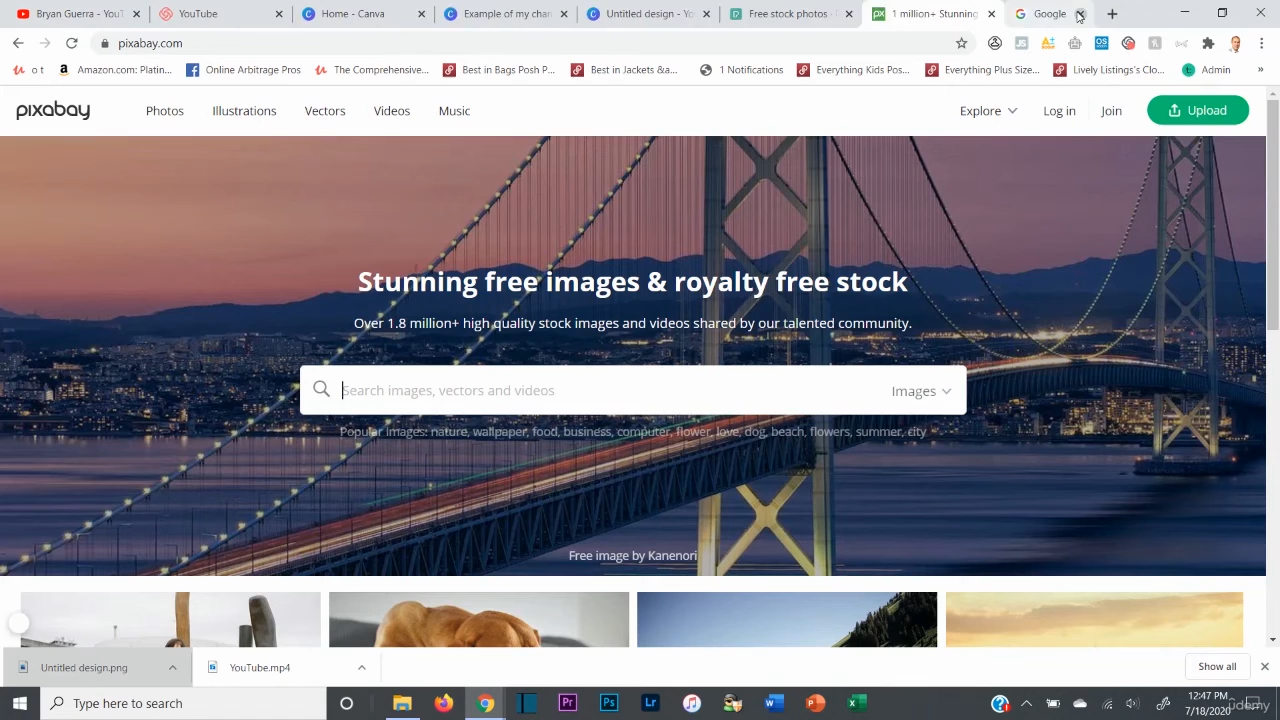 Bryan Guerra - YouT
YouTube
Home - Canva
Example of my chan
Untitled design - Yo
Free stock photos -
1 million+ Stunning
Google
pixabay.com
o t
Amazon.com: Platin...
Online Arbitrage Pros
The Comprehensive...
Best in Bags Posh P...
Best in Jackets &a...
1 Notifications
Everything Kids Pos...
Everything Plus Size...
Lively Listings's Clo...
Admin
»
pixabay
Photos
Illustrations
Vectors
Videos
Music
Explore
Log in
Join
Upload
Stunning free images & royalty free stock
Over 1.8 million+ high quality stock images and videos shared by our talented community.
Search images, vectors and videos
Images
Popular Images: nature, wallpaper, food, business, computer, flower, love, dog, beach, flowers, summer, city
Free image by Kanenori
Untitled design.png
YouTube.mp4
Show all
Type here to search
12:47 PM
7/18/2020
Udemy